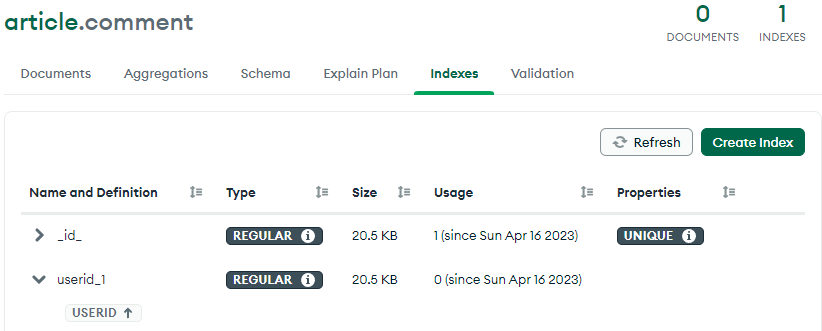 article.comment
0 1
DOCUMENTS INDEXES
Documents Aggregations Schema Explain Plan Indexes Validation
Refresh Create Index
Name and Definition Type Size Usage Properties
_id_ REGULAR 20.5 KB 1 (since Sun Apr 16 2023) UNIQUE
userid_1 REGULAR 20.5 KB 0 (since Sun Apr 16 2023)
USERID